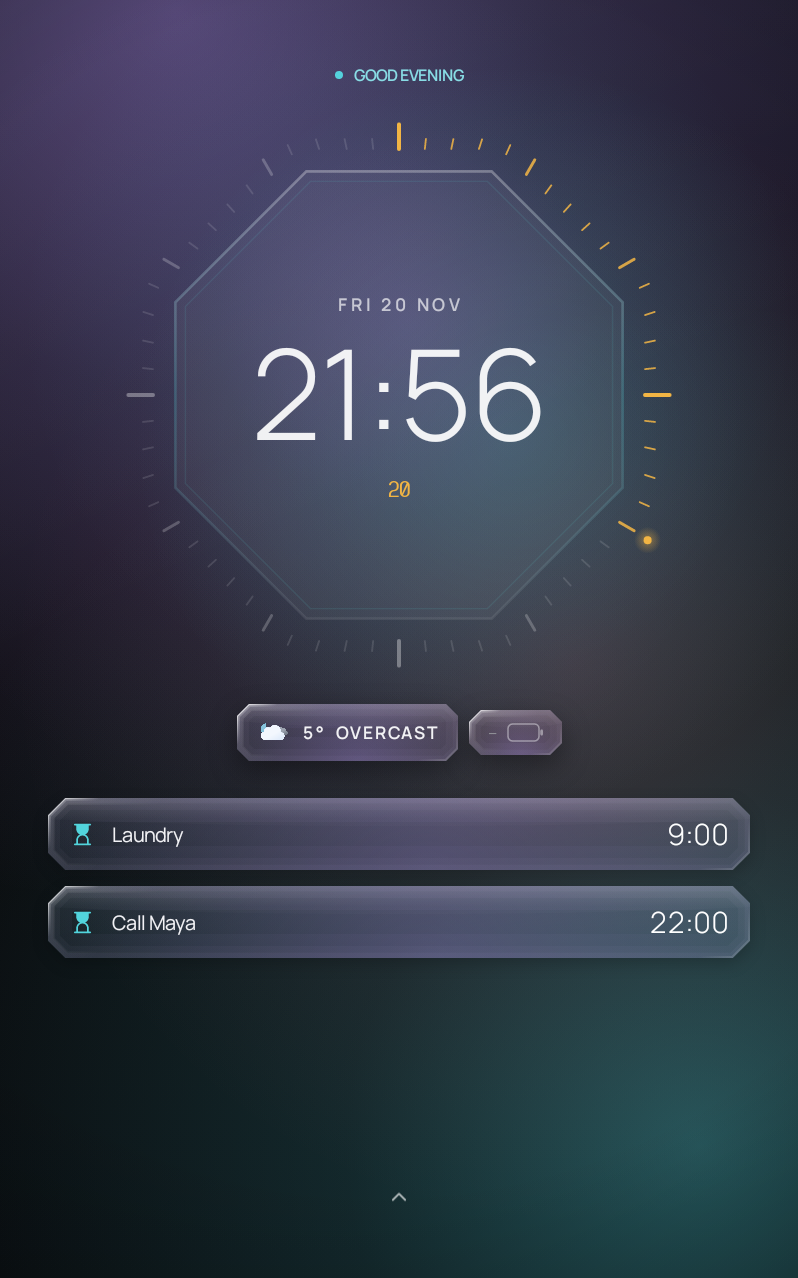 GOOD EVENING
FRI 20 NOV
21:56
20
5° OVERCAST
–
Laundry 9:00
Call Maya 22:00